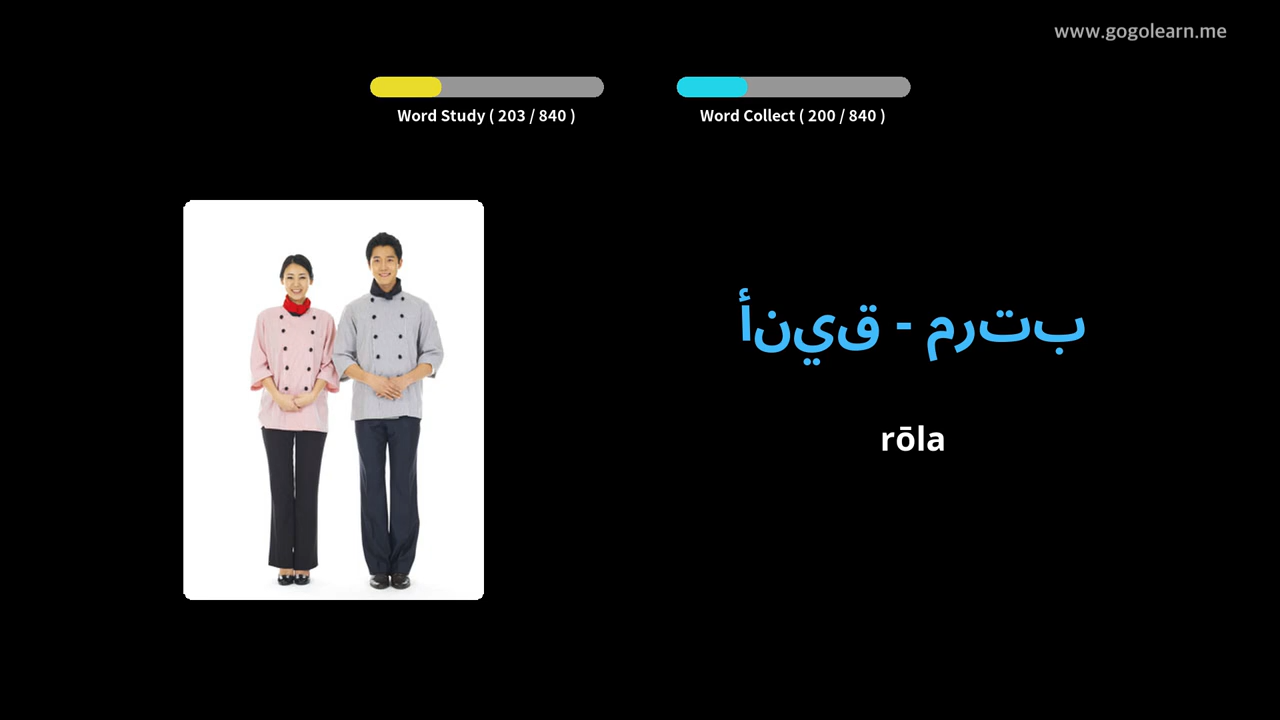 www.gogolearn.me
Word Study ( 203 / 840 )
Word Collect ( 200 / 840 )
أنيق - مرتب
rōla